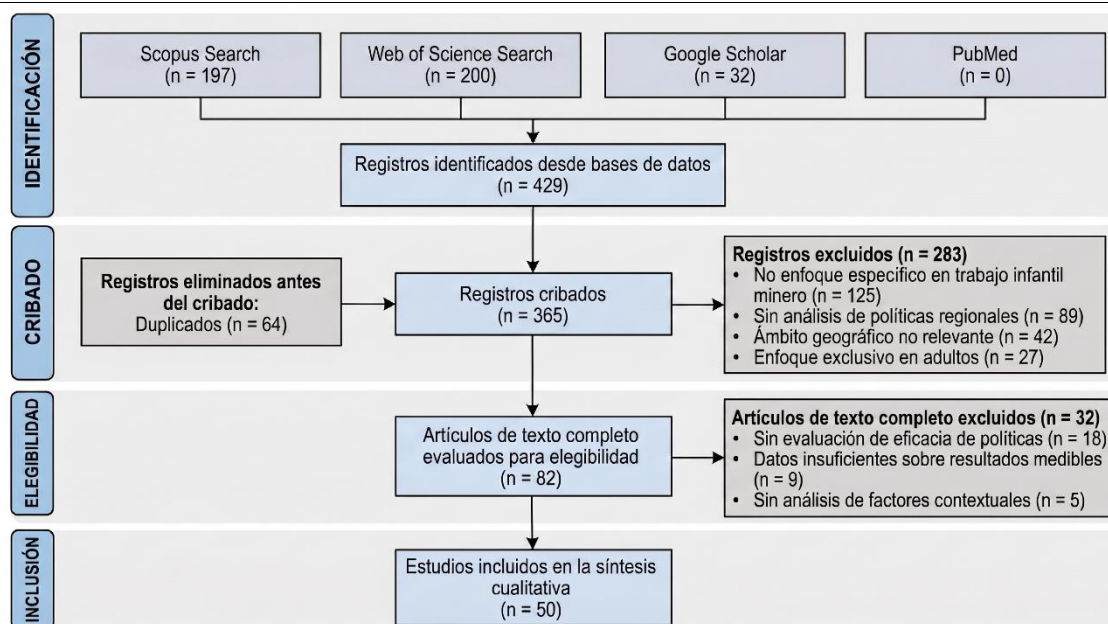 IDENTIFICACIÓN
Scopus Search
(n = 197)
Web of Science Search
(n = 200)
Google Scholar
(n = 32)
PubMed
(n = 0)
Registros identificados desde bases de datos
(n = 429)
CRIBADO
Registros eliminados antes
del cribado:
Duplicados (n = 64)
Registros cribados
(n = 365)
Registros excluidos (n = 283)
• No enfoque específico en trabajo infantil
minero (n = 125)
• Sin análisis de políticas regionales (n = 89)
• Ámbito geográfico no relevante (n = 42)
• Enfoque exclusivo en adultos (n = 27)
ELEGIBILIDAD
Artículos de texto completo
evaluados para elegibilidad
(n = 82)
Artículos de texto completo excluidos (n = 32)
• Sin evaluación de eficacia de políticas (n = 18)
• Datos insuficientes sobre resultados medibles
(n = 9)
• Sin análisis de factores contextuales (n = 5)
INCLUSIÓN
Estudios incluidos en la síntesis
cualitativa
(n = 50)